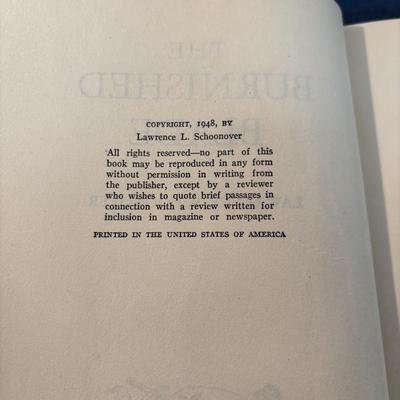 COPYRIGHT, 1948, BY
Lawrence L. Schoonover
All rights reserved—no part of this
book may be reproduced in any form
without permission in writing from
the publisher, except by a reviewer
who wishes to quote brief passages in
connection with a review written for
inclusion in magazine or newspaper.
PRINTED IN THE UNITED STATES OF AMERICA
THE
BURNISHED